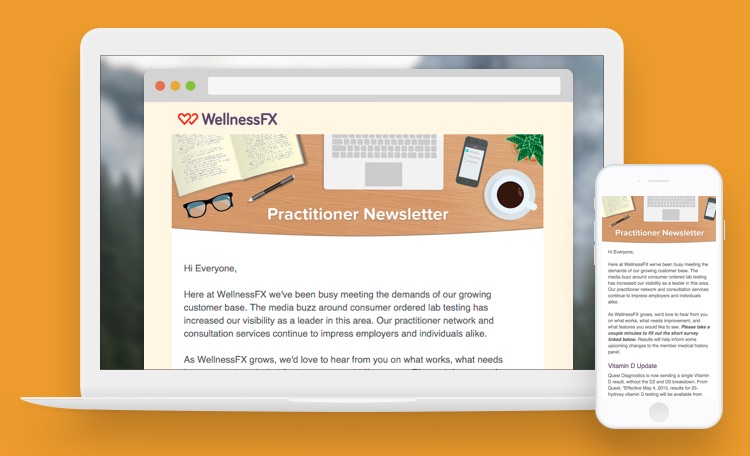 WellnessFX
Practitioner Newsletter
Hi Everyone,
Here at WellnessFX we've been busy meeting the demands of our growing
customer base. The media buzz around consumer ordered lab testing has
increased our visibility as a leader in this area. Our practitioner network and
consultation services continue to impress employers and individuals alike.
As WellnessFX grows, we'd love to hear from you on what works, what needs
Practitioner Newsletter
Hi Everyone,
Here at WellnessFX we've been busy meeting the
demands of our growing customer base. The
media buzz around consumer ordered lab testing
has increased our visibility as a leader in this area.
Our practitioner network and consultation services
continue to impress employers and individuals
alike.
As WellnessFX grows, we'd love to hear from you
on what works, what needs improvement, and
what features you would like to see. Please take a
couple minutes to fill out the short survey
linked below. Results will help inform some
upcoming changes to the member medical history
panel.
Vitamin D Update
Quest Diagnostics is now sending a single Vitamin
D result, without the D2 and D3 breakdown. From
Quest, "Effective May 4, 2015, results for 25-
hydroxy vitamin D testing will be available from